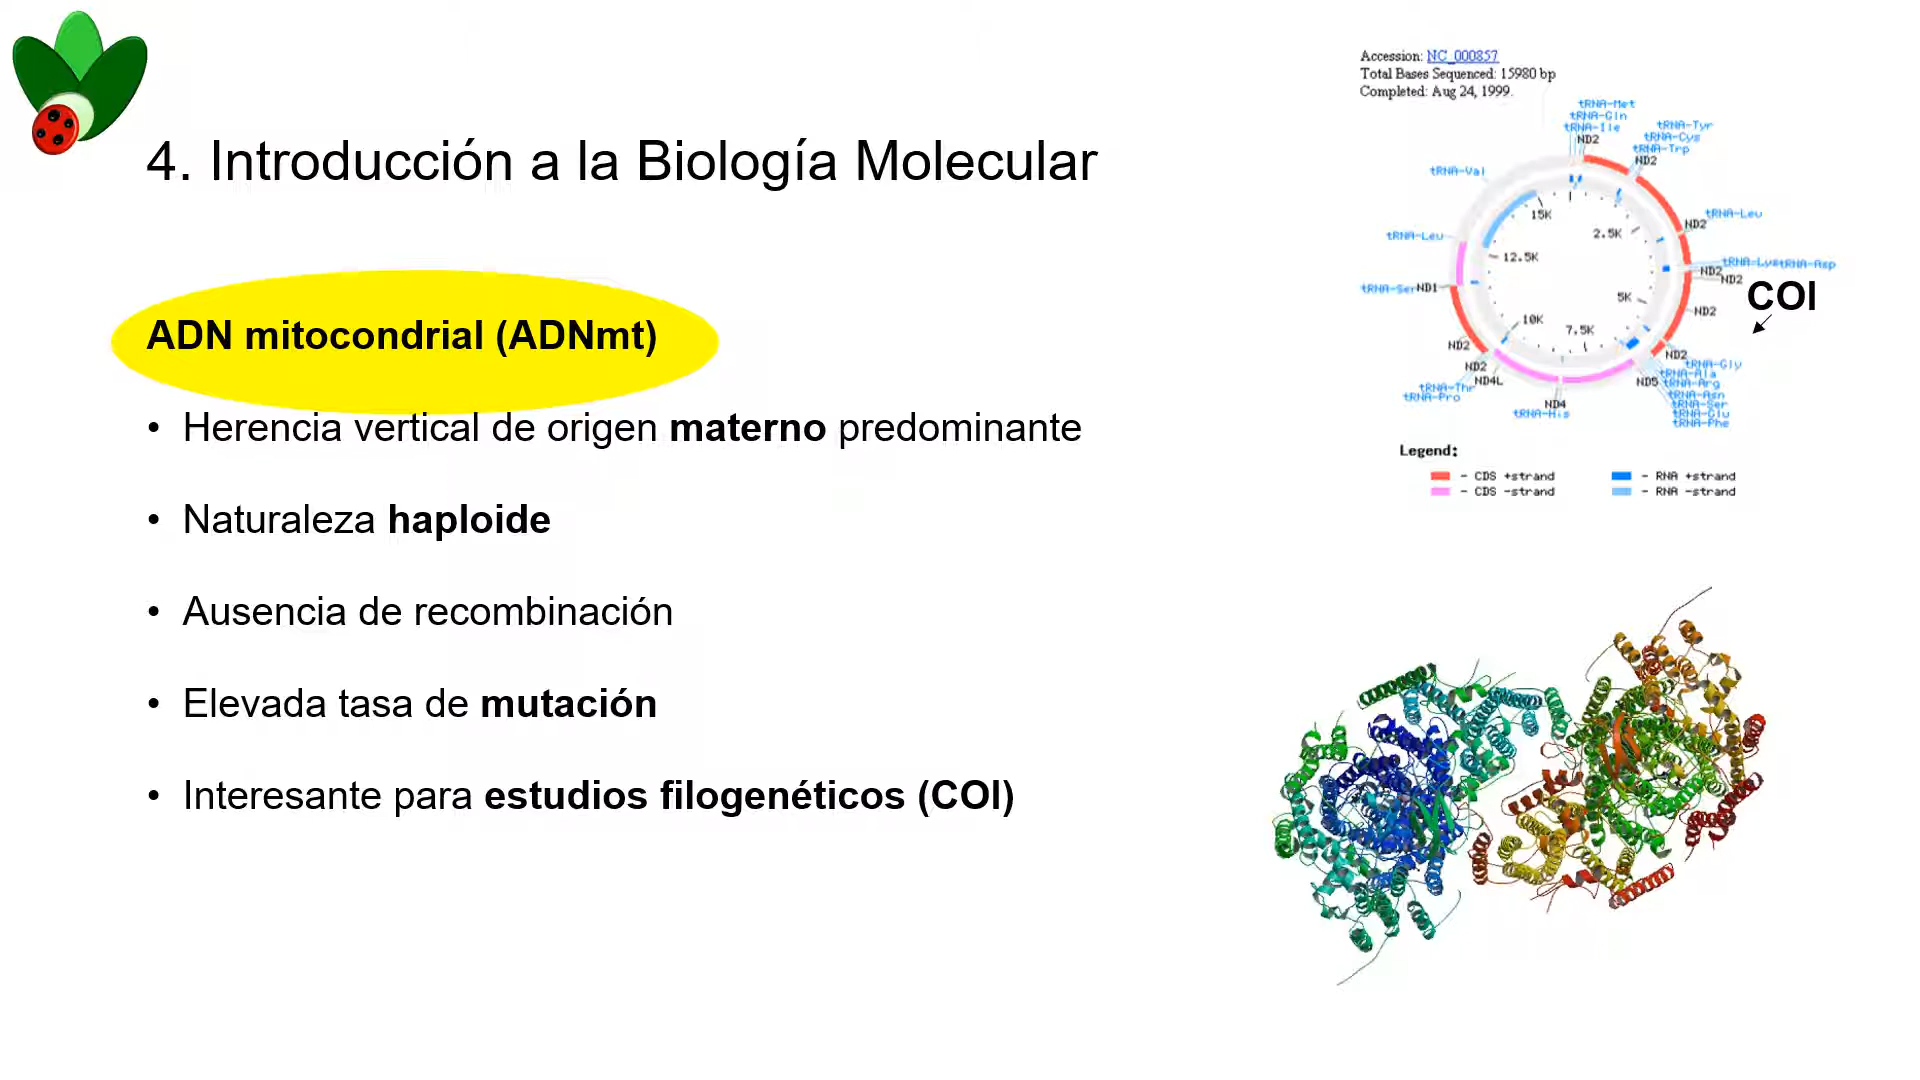 4. Introducción a la Biología Molecular
ADN mitocondrial (ADNmt)
• Herencia vertical de origen materno predominante
• Naturaleza haploide
• Ausencia de recombinación
• Elevada tasa de mutación
• Interesante para estudios filogenéticos (COI)
Accession: NC_000857
Total Bases Sequenced: 15980 bp
Completed: Aug 24, 1999.
tRNA-Met
tRNA-Gln
tRNA-Ile
ND2
tRNA-Tyr
tRNA-Cys
tRNA-Trp
ND2
tRNA-Val
tRNA-Leu
ND2
15K
2.5K
tRNA-Leu
12.5K
tRNA-Lys tRNA-Asp
ND2
ND2
COI
tRNA-Ser ND1
5K
ND2
10K
7.5K
ND2
ND2
tRNA-Gly
ND2
tRNA-Ala
ND4L
ND5 tRNA-Arg
tRNA-Thr
tRNA-Asn
tRNA-Pro
ND4
tRNA-Ser
tRNA-His
tRNA-Glu
tRNA-Phe
Legend:
- CDS +strand
- RNA +strand
- CDS -strand
- RNA -strand